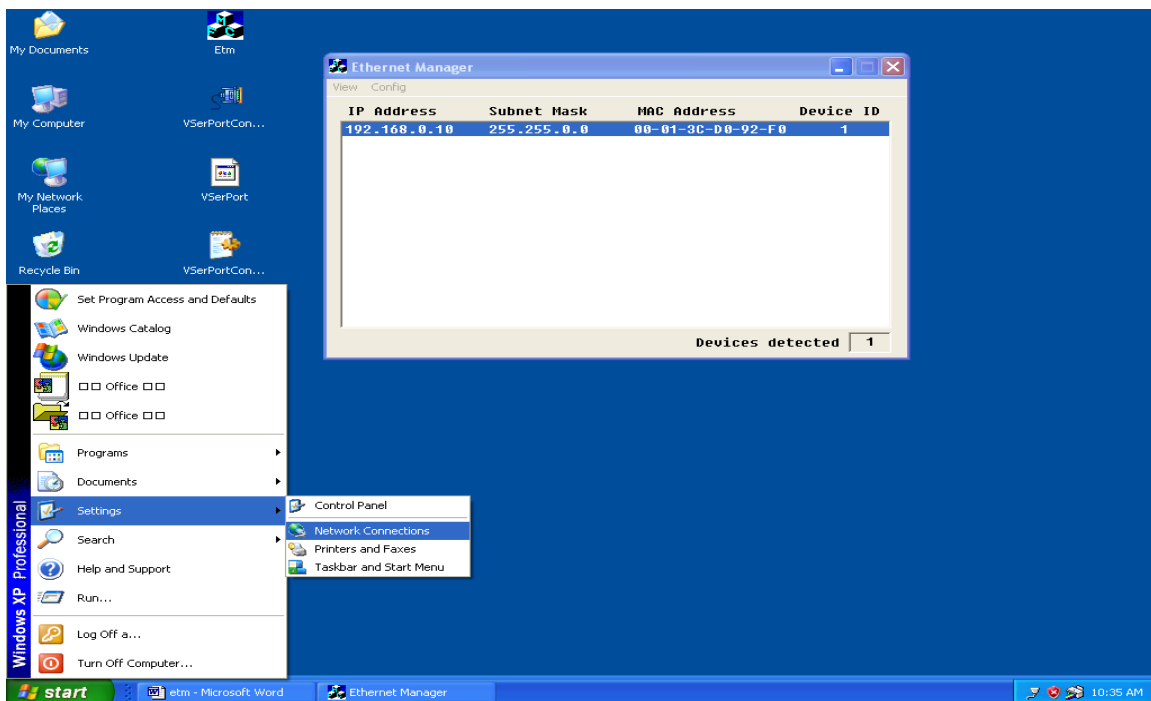 My Documents
Etm
My Computer
VSerPortCon...
My Network
Places
VSerPort
Recycle Bin
VSerPortCon...
Ethernet Manager
View Config
IP Address Subnet Mask MAC Address Device ID
192.168.0.10 255.255.0.0 00-01-3C-D0-92-F0 1
Devices detected 1
Set Program Access and Defaults
Windows Catalog
Windows Update
□□ Office □□
□□ Office □□
Programs
Documents
Settings
Search
Help and Support
Run...
Log Off a...
Turn Off Computer...
Windows XP Professional
Control Panel
Network Connections
Printers and Faxes
Taskbar and Start Menu
start
etm - Microsoft Word
Ethernet Manager
10:35 AM